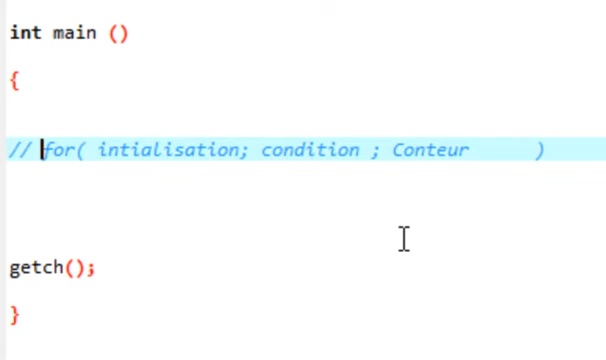 int main ()
{
// for( intialisation; condition ; Conteur )
getch();
}